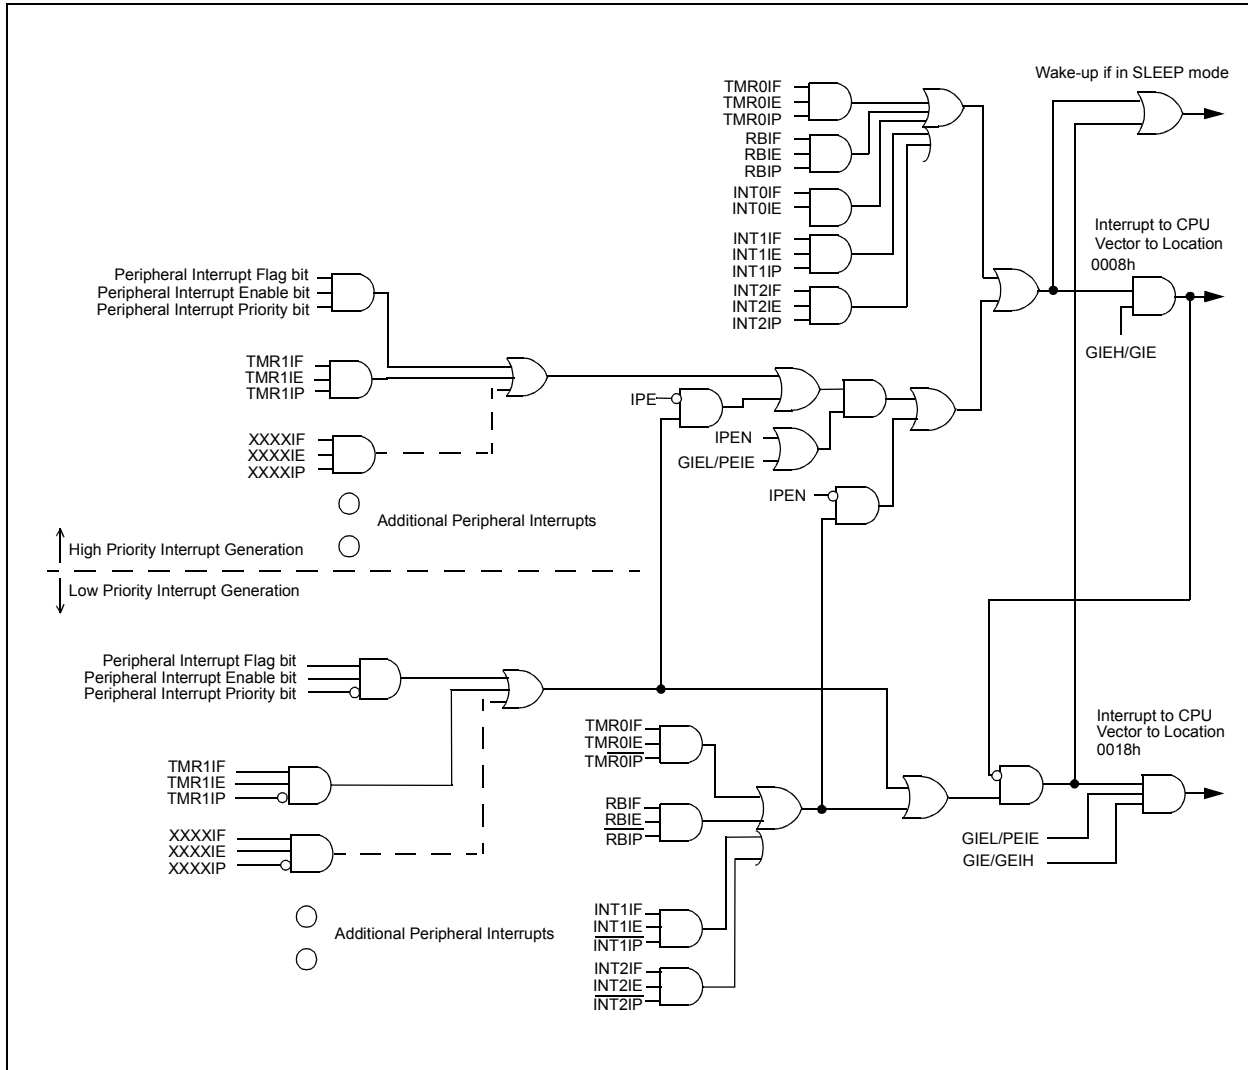 Wake-up if in SLEEP mode
TMR0IF
TMR0IE
TMR0IP
RBIF
RBIE
RBIP
INT0IF
INT0IE
INT1IF
INT1IE
INT1IP
INT2IF
INT2IE
INT2IP
Interrupt to CPU
Vector to Location
0008h
GIEH/GIE
Peripheral Interrupt Flag bit
Peripheral Interrupt Enable bit
Peripheral Interrupt Priority bit
TMR1IF
TMR1IE
TMR1IP
XXXXIF
XXXXIE
XXXXIP
IPE
IPEN
GIEL/PEIE
IPEN
Additional Peripheral Interrupts
High Priority Interrupt Generation
Low Priority Interrupt Generation
Peripheral Interrupt Flag bit
Peripheral Interrupt Enable bit
Peripheral Interrupt Priority bit
TMR1IF
TMR1IE
TMR1IP
XXXXIF
XXXXIE
XXXXIP
Additional Peripheral Interrupts
TMR0IF
TMR0IE
TMR0IP
RBIF
RBIE
RBIP
INT1IF
INT1IE
INT1IP
INT2IF
INT2IE
INT2IP
Interrupt to CPU
Vector to Location
0018h
GIEL/PEIE
GIE/GEIH